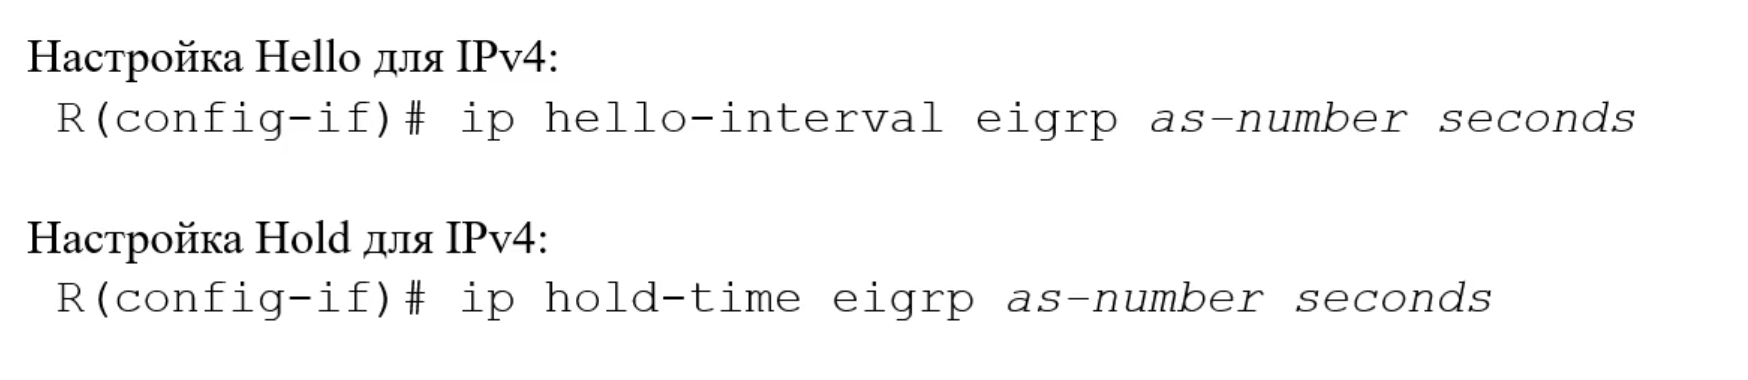 Настройка Hello для IPv4:
R(config-if)# ip hello-interval eigrp as-number seconds
Настройка Hold для IPv4:
R(config-if)# ip hold-time eigrp as-number seconds